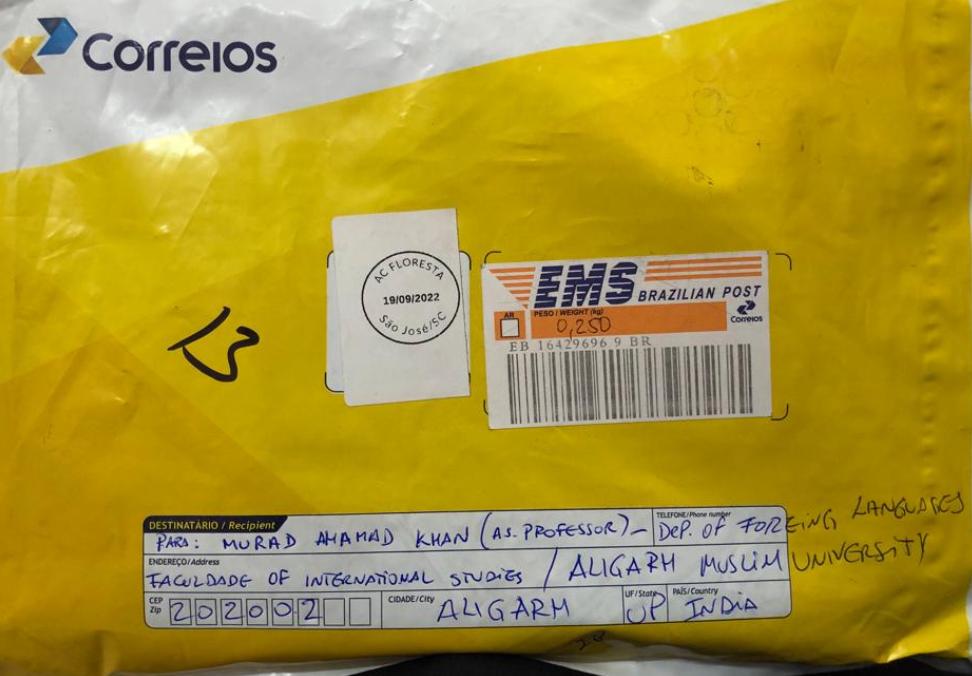 Correios
AC FLORESTA
19/09/2022
São José/SC
EMS
BRAZILIAN POST
AR
PESO / WEIGHT (kg)
0,250
Correios
EB 16429696 9 BR
13
DESTINATÁRIO / Recipient
TELEFONE/Phone number
PARA: MURAD AHAMAD KHAN (AS. PROFESSOR) - DEP. OF FOREING LANGUAGES
ENDEREÇO/Address
FACULDADE OF INTERNATIONAL STUDIES / ALIGARH MUSLIM UNIVERSITY
CEP Zip 202002 CIDADE/City ALIGARH UF/State UP PAÍS/Country INDIA